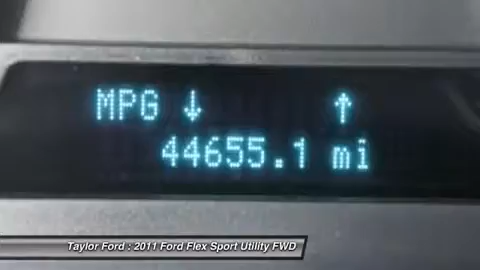 MPG ↓ ↑
44655.1 mi
Taylor Ford : 2011 Ford Flex Sport Utility FWD